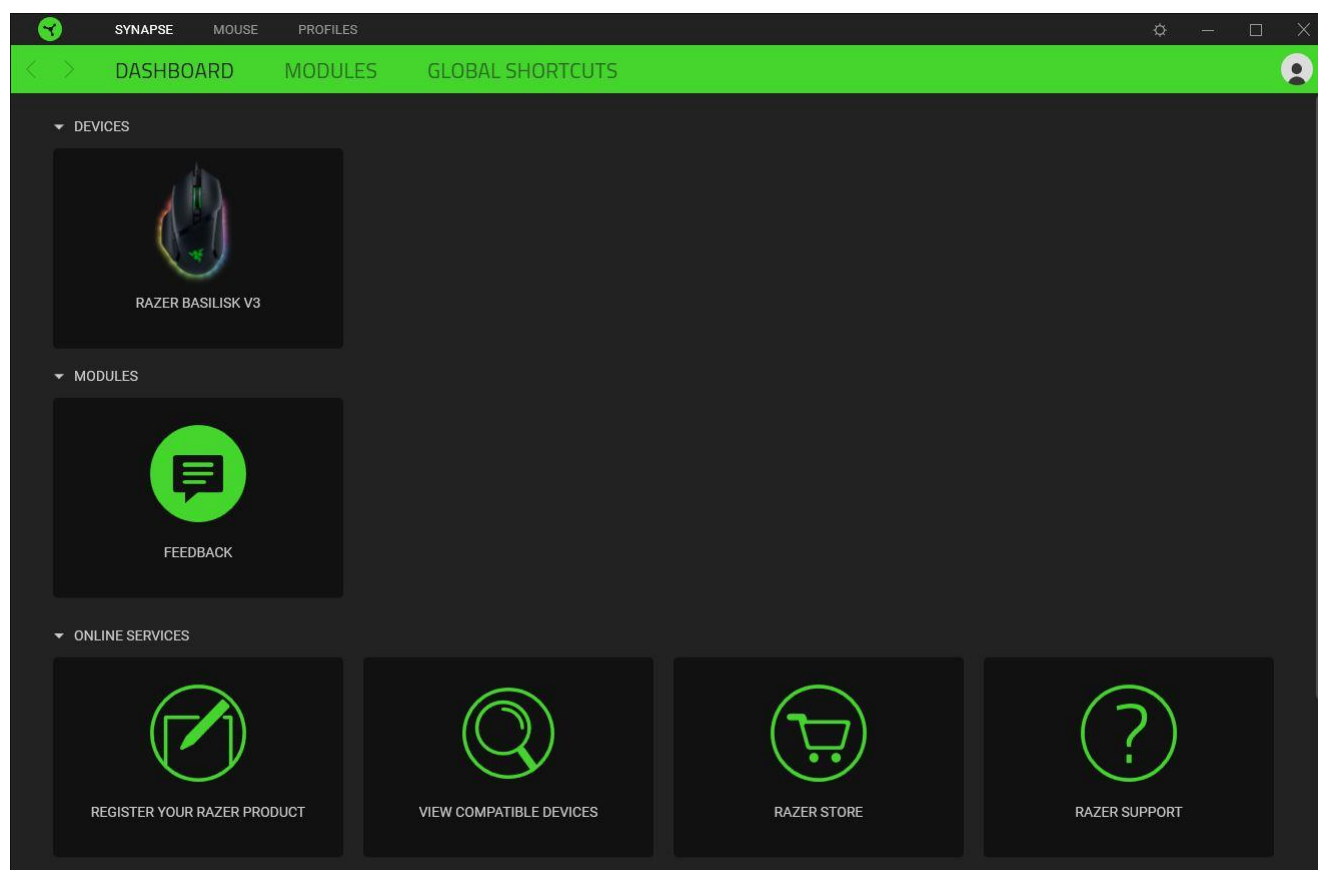 SYNAPSE MOUSE PROFILES
DASHBOARD MODULES GLOBAL SHORTCUTS
DEVICES
RAZER BASILISK V3
MODULES
FEEDBACK
ONLINE SERVICES
REGISTER YOUR RAZER PRODUCT
VIEW COMPATIBLE DEVICES
RAZER STORE
RAZER SUPPORT